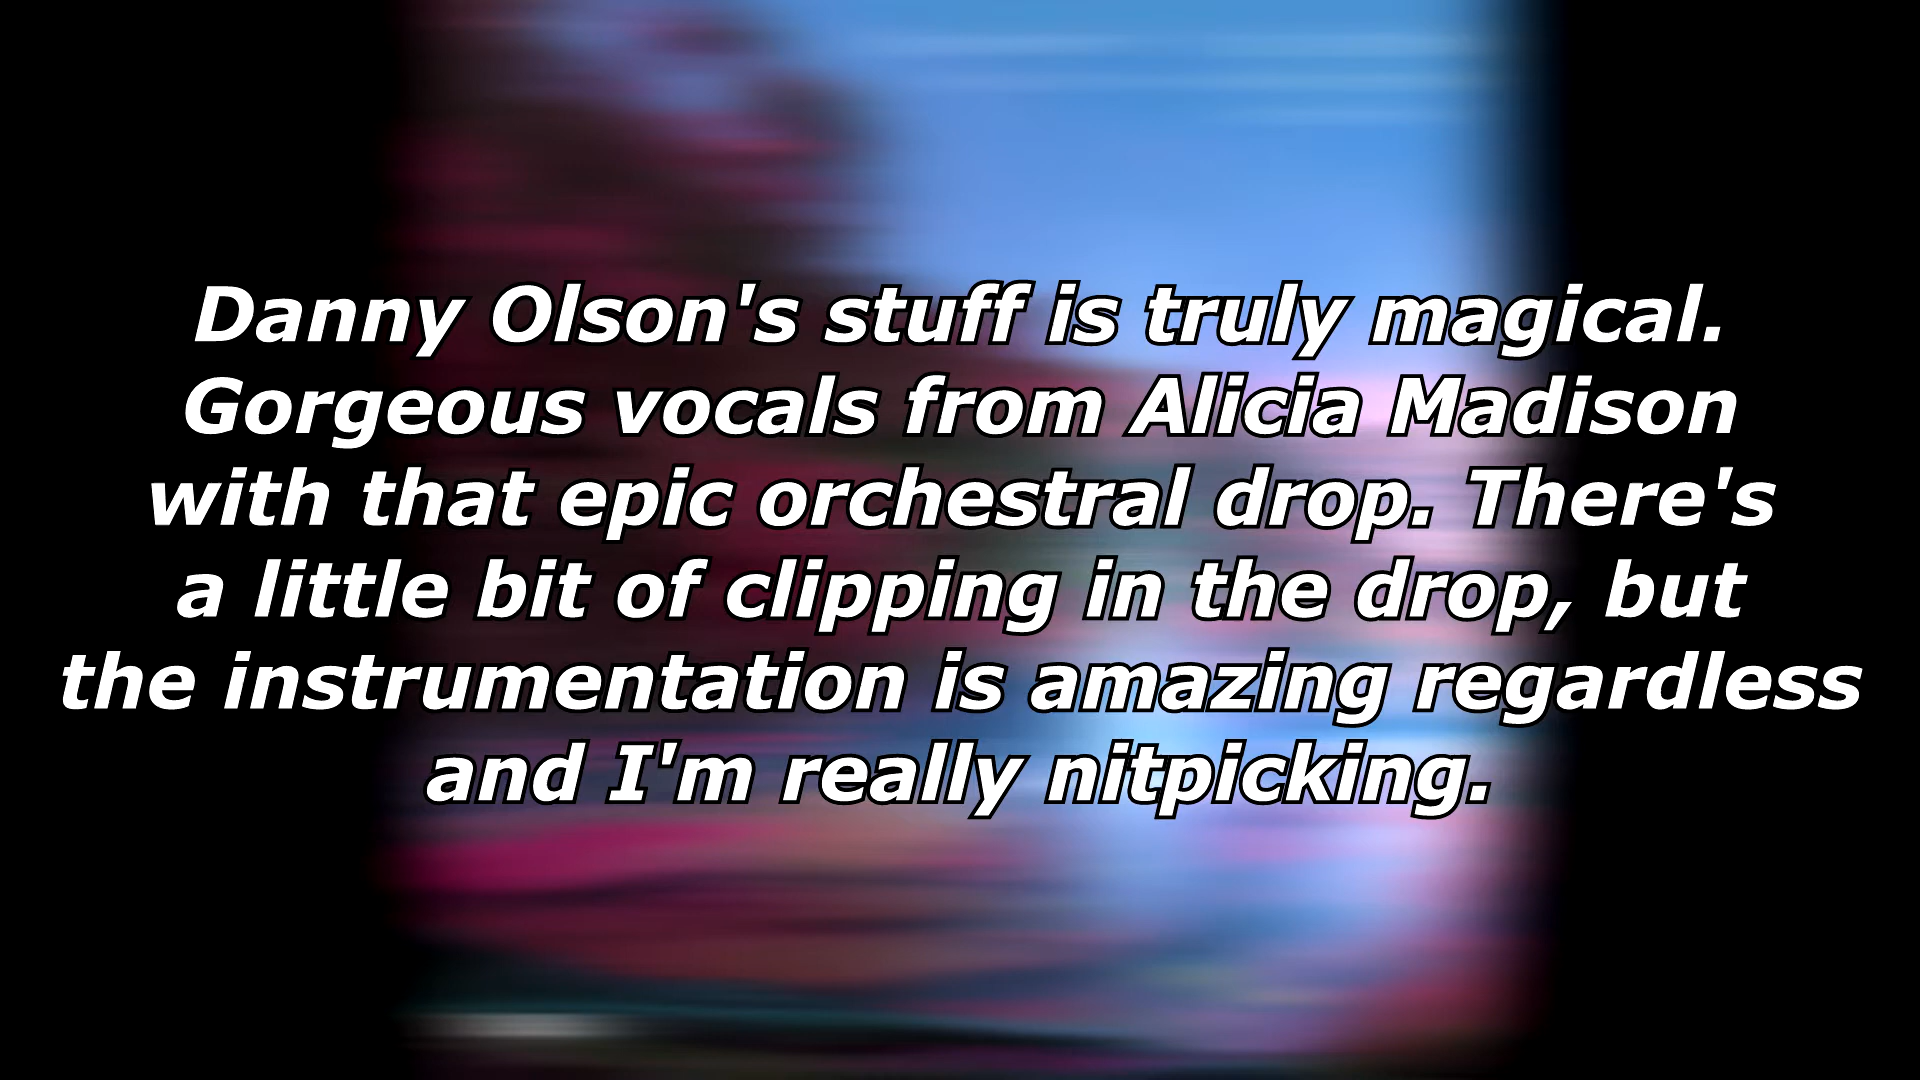 Danny Olson's stuff is truly magical.
Gorgeous vocals from Alicia Madison
with that epic orchestral drop. There's
a little bit of clipping in the drop, but
the instrumentation is amazing regardless
and I'm really nitpicking.